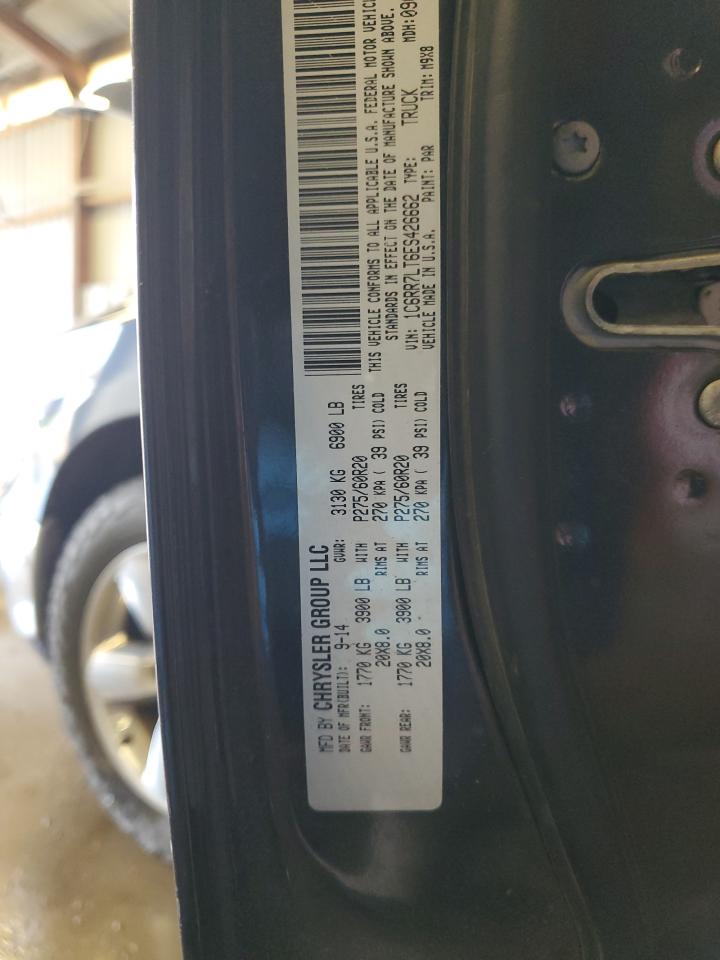 MFD BY CHRYSLER GROUP LLC
DATE OF MFR(BUILT): 9-14 GVWR: 3130 KG 6900 LB
GAWR FRONT: 1770 KG 3900 LB WITH P275/60R20 TIRES
20X8.0 RIMS AT 270 KPA ( 39 PSI) COLD
GAWR REAR: 1770 KG 3900 LB WITH P275/60R20 TIRES
20X8.0 RIMS AT 270 KPA ( 39 PSI) COLD
THIS VEHICLE CONFORMS TO ALL APPLICABLE U.S.A. FEDERAL MOTOR
STANDARDS IN EFFECT ON THE DATE OF MANUFACTURE SHOWN ABOVE.
VIN: 1C6RR7LT6ES426662 TYPE: TRUCK MDH:
VEHICLE MADE IN U.S.A. PAINT: PAR TRIM: M9X8